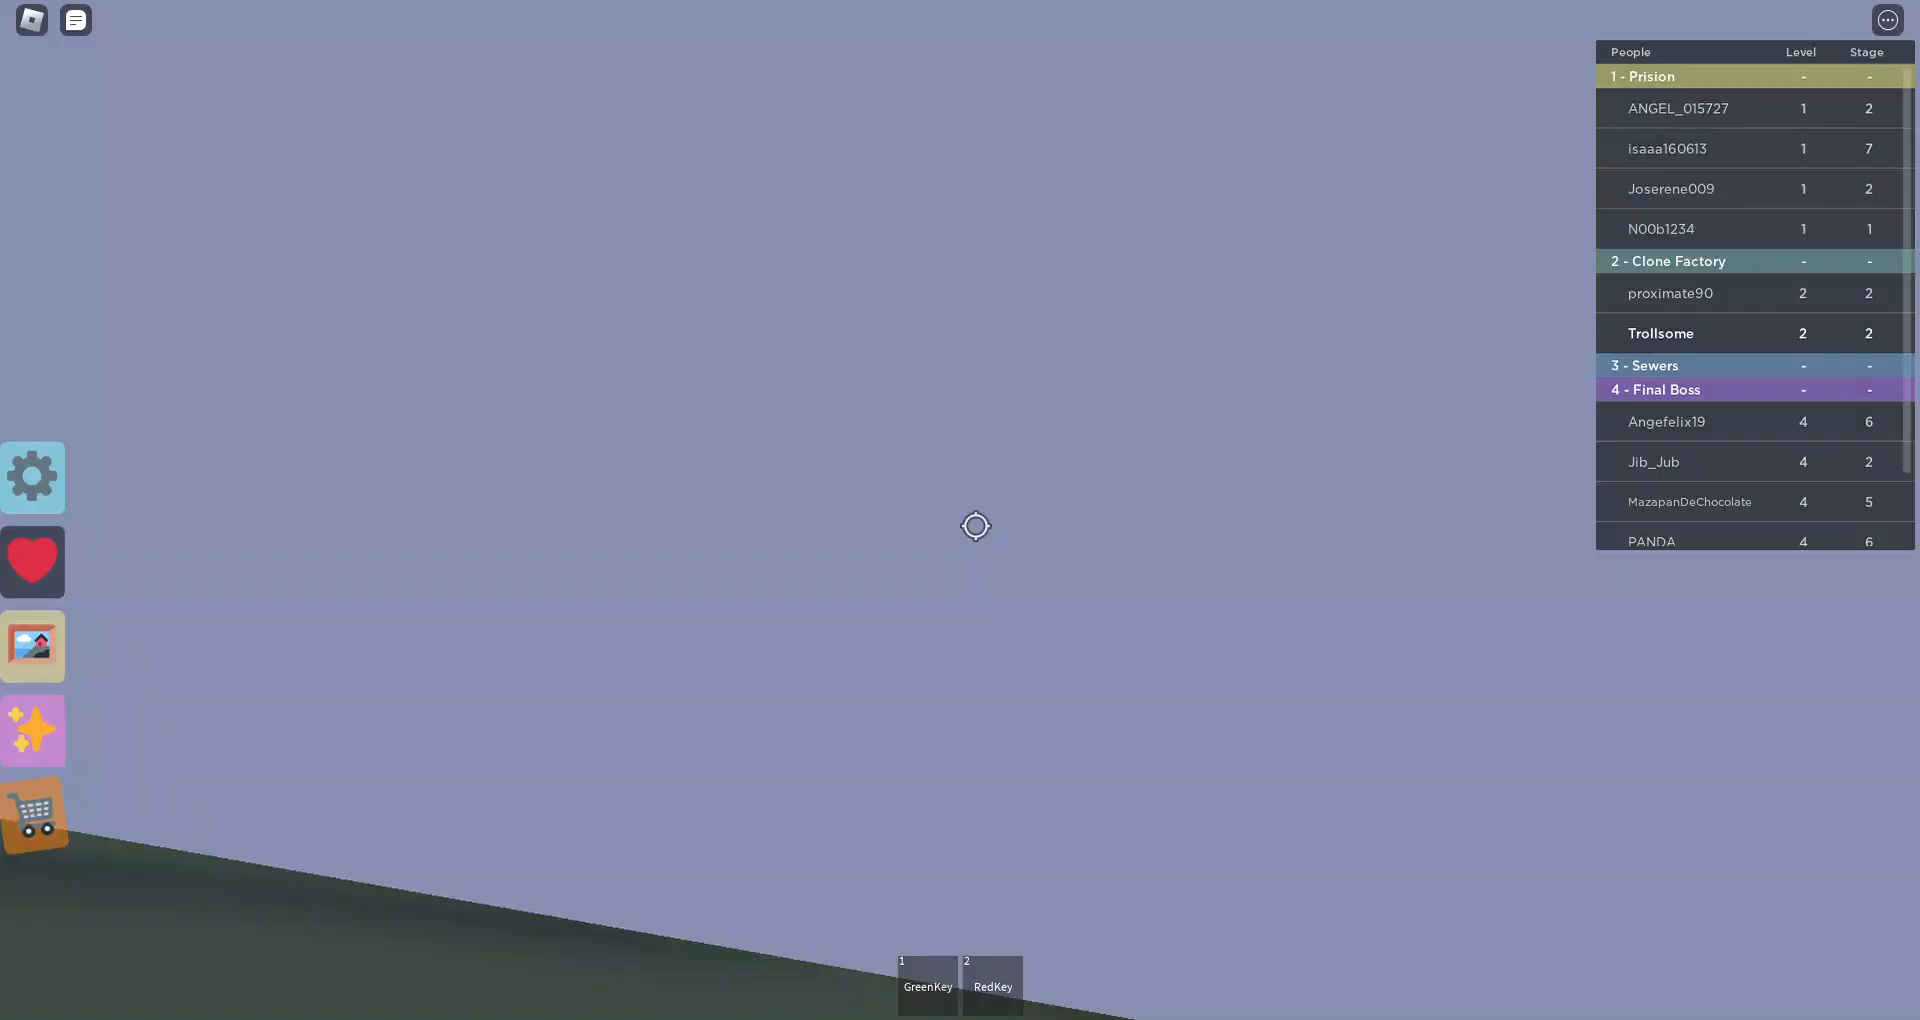 People Level Stage
1 - Prision - -
ANGEL_015727 1 2
isaaa160613 1 7
Joserene009 1 2
N00b1234 1 1
2 - Clone Factory - -
proximate90 2 2
Trollsome 2 2
3 - Sewers - -
4 - Final Boss - -
Angefelix19 4 6
Jib_Jub 4 2
MazapanDeChocolate 4 5
PANDA 4 6
1 2
GreenKey RedKey